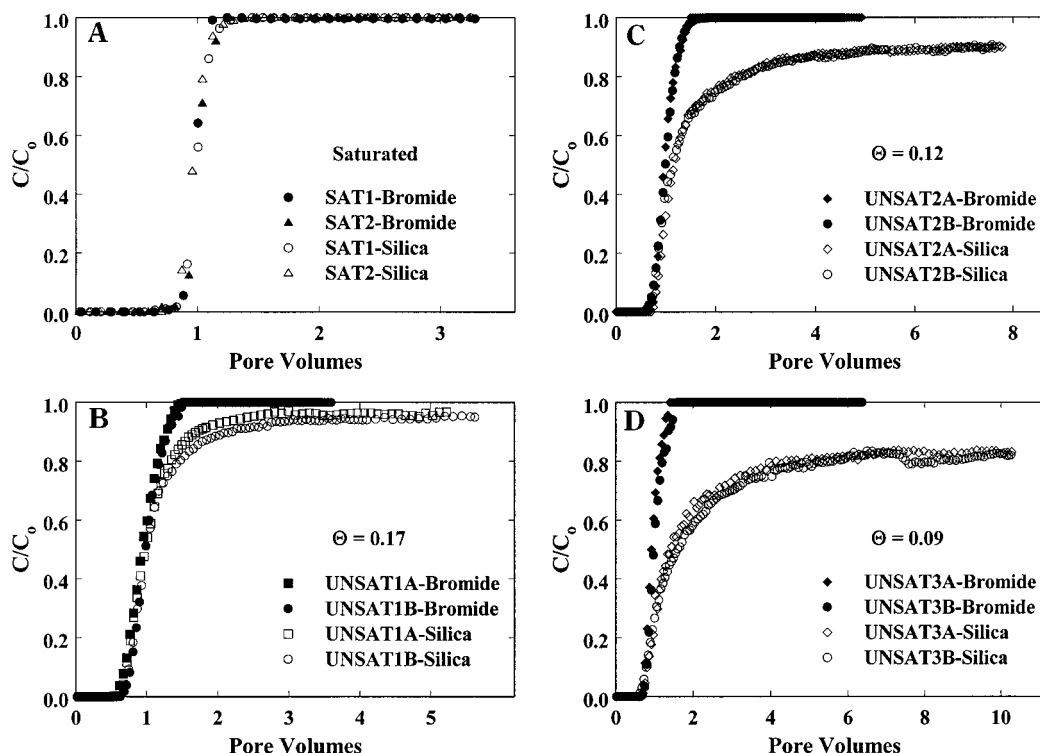 A
C/Cₒ
1.0
0.8
0.6
0.4
0.2
0.0
Saturated
SAT1-Bromide
SAT2-Bromide
SAT1-Silica
SAT2-Silica
0 1 2 3
Pore Volumes
B
C/Cₒ
1.0
0.8
0.6
0.4
0.2
0.0
Θ = 0.17
UNSAT1A-Bromide
UNSAT1B-Bromide
UNSAT1A-Silica
UNSAT1B-Silica
0 1 2 3 4 5
Pore Volumes
C
C/Cₒ
1.0
0.8
0.6
0.4
0.2
0.0
Θ = 0.12
UNSAT2A-Bromide
UNSAT2B-Bromide
UNSAT2A-Silica
UNSAT2B-Silica
0 2 4 6 8
Pore Volumes
D
C/Cₒ
1.0
0.8
0.6
0.4
0.2
0.0
Θ = 0.09
UNSAT3A-Bromide
UNSAT3B-Bromide
UNSAT3A-Silica
UNSAT3B-Silica
0 2 4 6 8 10
Pore Volumes